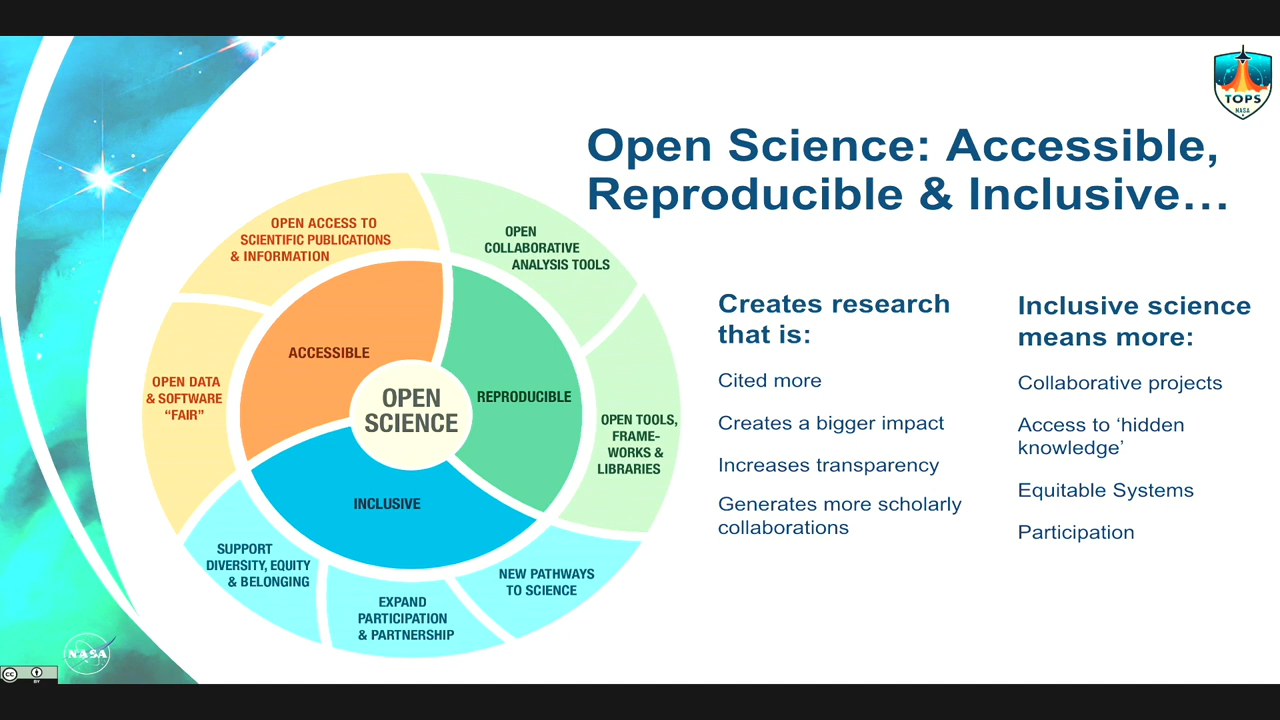 TOPS
NASA
Open Science: Accessible,
Reproducible & Inclusive…
OPEN ACCESS TO
SCIENTIFIC PUBLICATIONS
& INFORMATION
OPEN
COLLABORATIVE
ANALYSIS TOOLS
ACCESSIBLE
OPEN DATA
& SOFTWARE
“FAIR”
OPEN
SCIENCE
REPRODUCIBLE
OPEN TOOLS,
FRAME-
WORKS &
LIBRARIES
INCLUSIVE
SUPPORT
DIVERSITY, EQUITY
& BELONGING
EXPAND
PARTICIPATION
& PARTNERSHIP
NEW PATHWAYS
TO SCIENCE
Creates research
that is:
Cited more
Creates a bigger impact
Increases transparency
Generates more scholarly
collaborations
Inclusive science
means more:
Collaborative projects
Access to ‘hidden
knowledge’
Equitable Systems
Participation
NASA
cc
BY